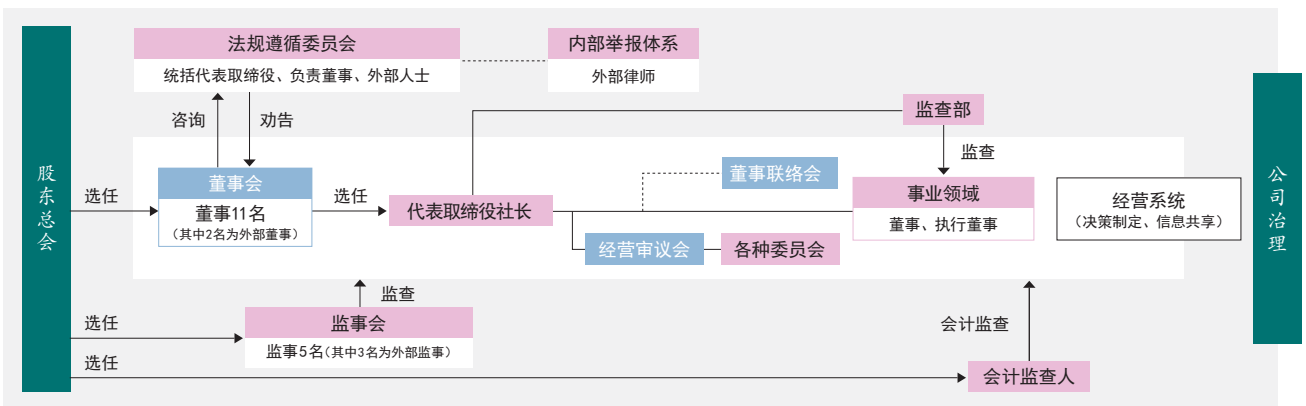 法规遵循委员会
统括代表取缔役、负责董事、外部人士
内部举报体系
外部律师
咨询
劝告
监查部
监查
股东总会
选任
董事会
董事11名
(其中2名为外部董事)
选任
代表取缔役社长
董事联络会
经营审议会
各种委员会
事业领域
董事、执行董事
经营系统
(决策制定、信息共享)
公司治理
监查
选任
监事会
监事5名(其中3名为外部监事)
会计监查
选任
会计监查人